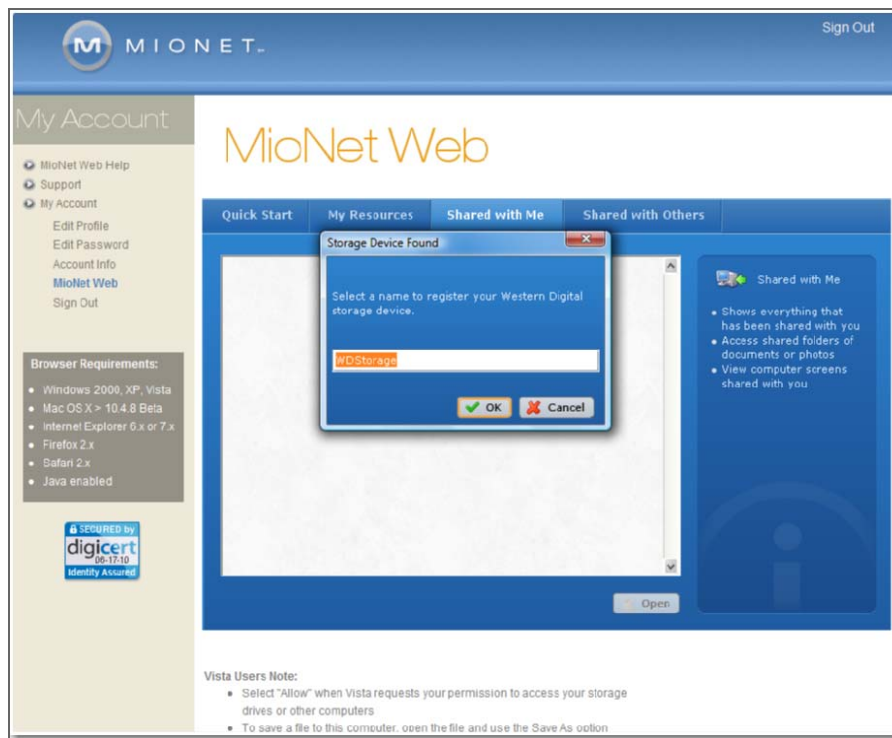 Sign Out
M MIONET
My Account
MioNet Web Help
Support
My Account
Edit Profile
Edit Password
Account Info
MioNet Web
Sign Out
Browser Requirements:
Windows 2000, XP, Vista
Mac OS X > 10.4.8 Beta
Internet Explorer 6.x or 7.x
Firefox 2.x
Safari 2.x
Java enabled
SECURED by
digicert
06-17-10
Identity Assured
MioNet Web
Quick Start My Resources Shared with Me Shared with Others
Storage Device Found
Select a name to register your Western Digital
storage device.
WDStorage
OK Cancel
Open
Shared with Me
Shows everything that
has been shared with you
Access shared folders of
documents or photos
View computer screens
shared with you
Vista Users Note:
Select "Allow" when Vista requests your permission to access your storage
drives or other computers
To save a file to this computer, open the file and use the Save As option